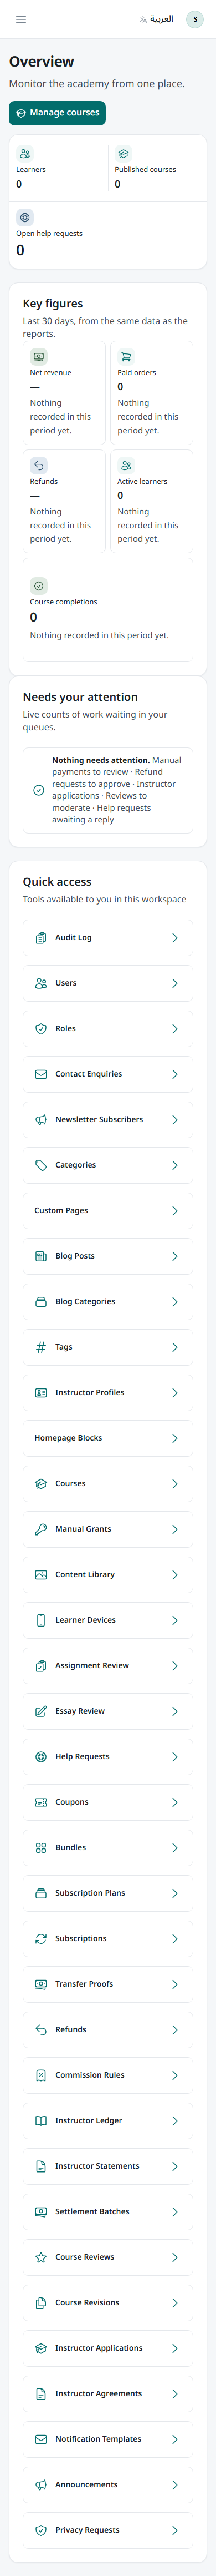 العربية
S
Overview
Monitor the academy from one place.
Manage courses
Learners
0
Published courses
0
Open help requests
0
Key figures
Last 30 days, from the same data as the
reports.
Net revenue
—
Nothing
recorded in this
period yet.
Paid orders
0
Nothing
recorded in this
period yet.
Refunds
—
Nothing
recorded in this
period yet.
Active learners
0
Nothing
recorded in this
period yet.
Course completions
0
Nothing recorded in this period yet.
Needs your attention
Live counts of work waiting in your
queues.
Nothing needs attention. Manual
payments to review · Refund
requests to approve · Instructor
applications · Reviews to
moderate · Help requests
awaiting a reply
Quick access
Tools available to you in this workspace
Audit Log
Users
Roles
Contact Enquiries
Newsletter Subscribers
Categories
Custom Pages
Blog Posts
Blog Categories
Tags
Instructor Profiles
Homepage Blocks
Courses
Manual Grants
Content Library
Learner Devices
Assignment Review
Essay Review
Help Requests
Coupons
Bundles
Subscription Plans
Subscriptions
Transfer Proofs
Refunds
Commission Rules
Instructor Ledger
Instructor Statements
Settlement Batches
Course Reviews
Course Revisions
Instructor Applications
Instructor Agreements
Notification Templates
Announcements
Privacy Requests